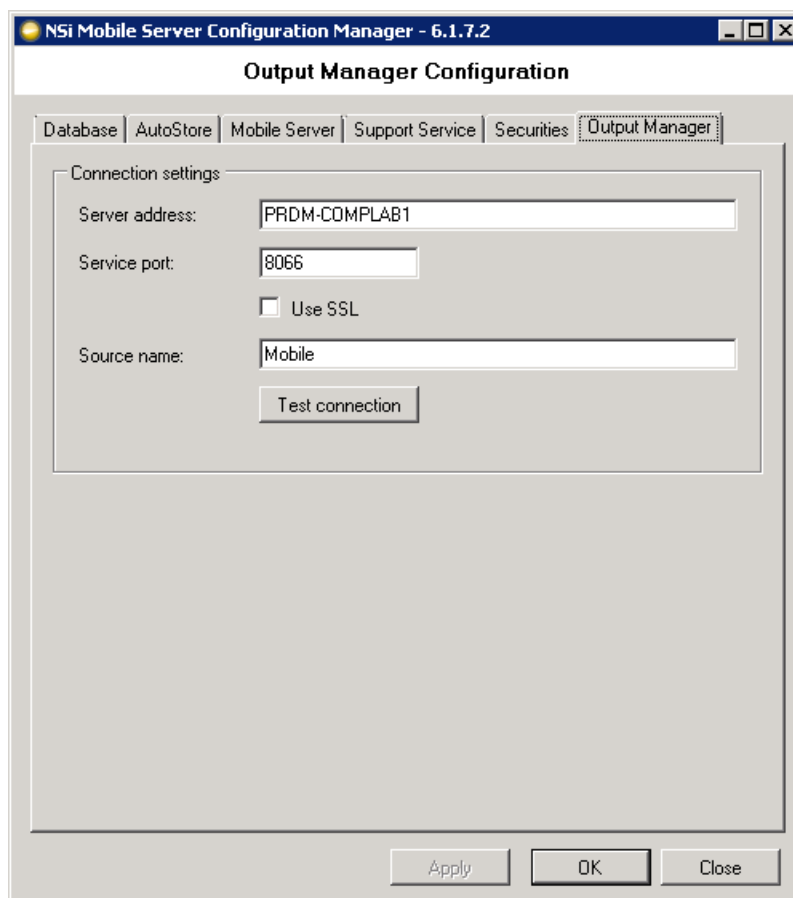 NSi Mobile Server Configuration Manager - 6.1.7.2
Output Manager Configuration
Database AutoStore Mobile Server Support Service Securities Output Manager
Connection settings
Server address: PRDM-COMPLAB1
Service port: 8066
Use SSL
Source name: Mobile
Test connection
Apply OK Close